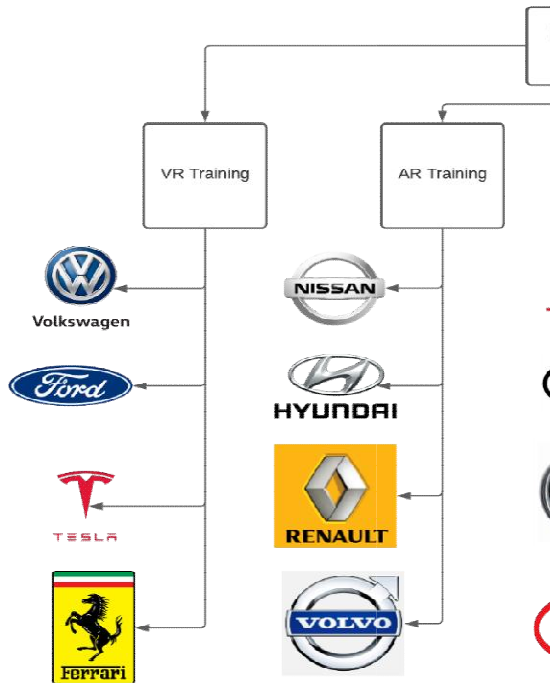 VR Training
AR Training
Volkswagen
NISSAN
Ford
HYUNDAI
TESLA
RENAULT
Ferrari
VOLVO